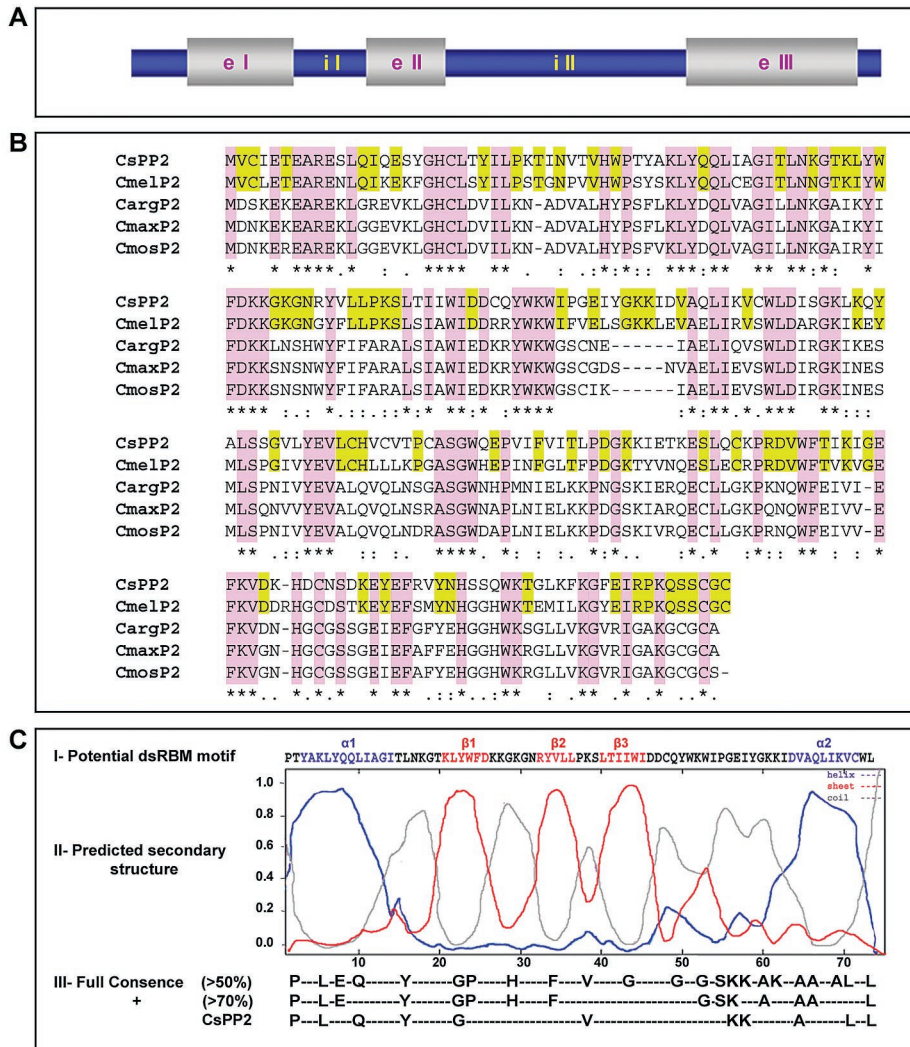 A
e I i I e II i II e III
B
CsPP2 MVCIETEARESLQIQESYGHCLTYILPKTINVTVHWPTYAKLYQQLIAGITLNKGTKLYW
CmelP2 MVCLETEARENLQIKEKFGHCLSYILPSTGNPVVHWPSYSKLYQQLCEGITLNNGTKIYW
CargP2 MDSKEKEAREKLGREVKLGHCLDVILKN-ADVALHYPSFLKLYDQLVAGILLNKGAIKYI
CmaxP2 MDNKEKEAREKLGGEVKLGHCLDVILKN-ADVALHYPSFVKLYDQLVAGILLNKGAIKYI
CmosP2 MDNKEREAREKLGGEVKLGHCLDVILKN-ADVALHYPSFVKLYDQLVAGILLNKGAIRYI
CsPP2 FDKKGKGNRYVLLPKSLTIIWIDDCQYWKWIPGEIYGKKIDVAQLIKVCWLDISGKLKQY
CmelP2 FDKKGKGNGYFLLPKSLSIAWIDDRRYWKWIFVELSGKKLEVAELIRVSWLDARGKIKEY
CargP2 FDKKLNSHWYFIFARALSIAWIEDKRYWKWGSCNE------IAELIQVSWLDIRGKIKES
CmaxP2 FDKKSNSNWYFIFARALSIAWIEDKRYWKWGSCGDS-----NVAELIEVSWLDIRGKINES
CmosP2 FDKKSNSNWYFIFARALSIAWIEDKRYWKWGSCIK------IAELIEVSWLDIRGKINES
CsPP2 ALSSGVLYEVLCHVCVTPCASGWQEPVIFVITLPDGKKIETKESLQCKPRDVWFTIKIGE
CmelP2 MLSPGIVYEVLCHLLLKPGASGWHEPINFGLTFPDGKTYVNQESLECRPRDVWFTVKVGE
CargP2 MLSPNIVYEVALQVQLNSGASGWNHPMNIELKKPNGSKIERQECLLGKPKNQWFEIVI-E
CmaxP2 MLSQNVVYEVALQVQLNSRASGWNAPLNIELKKPDGSKIARQECLLGKPQNQWFEIVV-E
CmosP2 MLSPNIVYEVALQVQLNDRASGWDAPLNIELKKPDGSKIVRQECLLGKPRNQWFEIVV-E
CsPP2 FKVDK-HDCNSDKEYEFRVYNHSSQWKTGLKFKGFEIRPKQSSCGC
CmelP2 FKVDDRHGCDSTKEYEFSMYNHGGHWKTEMILKGYEIRPKQSSCGC
CargP2 FKVDN-HGCGSSGEIEFGFYEHGGHWKSGLLVKGVRIGAKGCGCA
CmaxP2 FKVGN-HGCGSSGEIEFAFFEHGGHWKSGLLVKGVRIGAKGCGCA
CmosP2 FKVGN-HGCGSSGEIEFAFYEHGGHWKRGLLVKGVRIGAKGCGCS-
C
α1 β1 β2 β3 α2
I- Potential dsRBM motif PTYAKLYQQLIAGITLNKGTKLYWFDKKGKGNRYVLLPKSLTIIWIDDCQYWKWIPGEIYGKKIDVAQLIKVCWL
helix
sheet
coil
1.0
0.8
0.6
0.4
0.2
0.0
II- Predicted secondary structure
1 10 20 30 40 50 60 70
III- Full Consence (>50%) P---L-E-Q-----Y------GP----H----F---V-----G-----G--G-SKK-AK--AA--AL--L
+ (>70%) P---L-E--------Y------GP----H----F------------------G-SK----A----AA-----L
CsPP2 P---L---Q------Y------G---------------V-----------------KK-------A------L--L